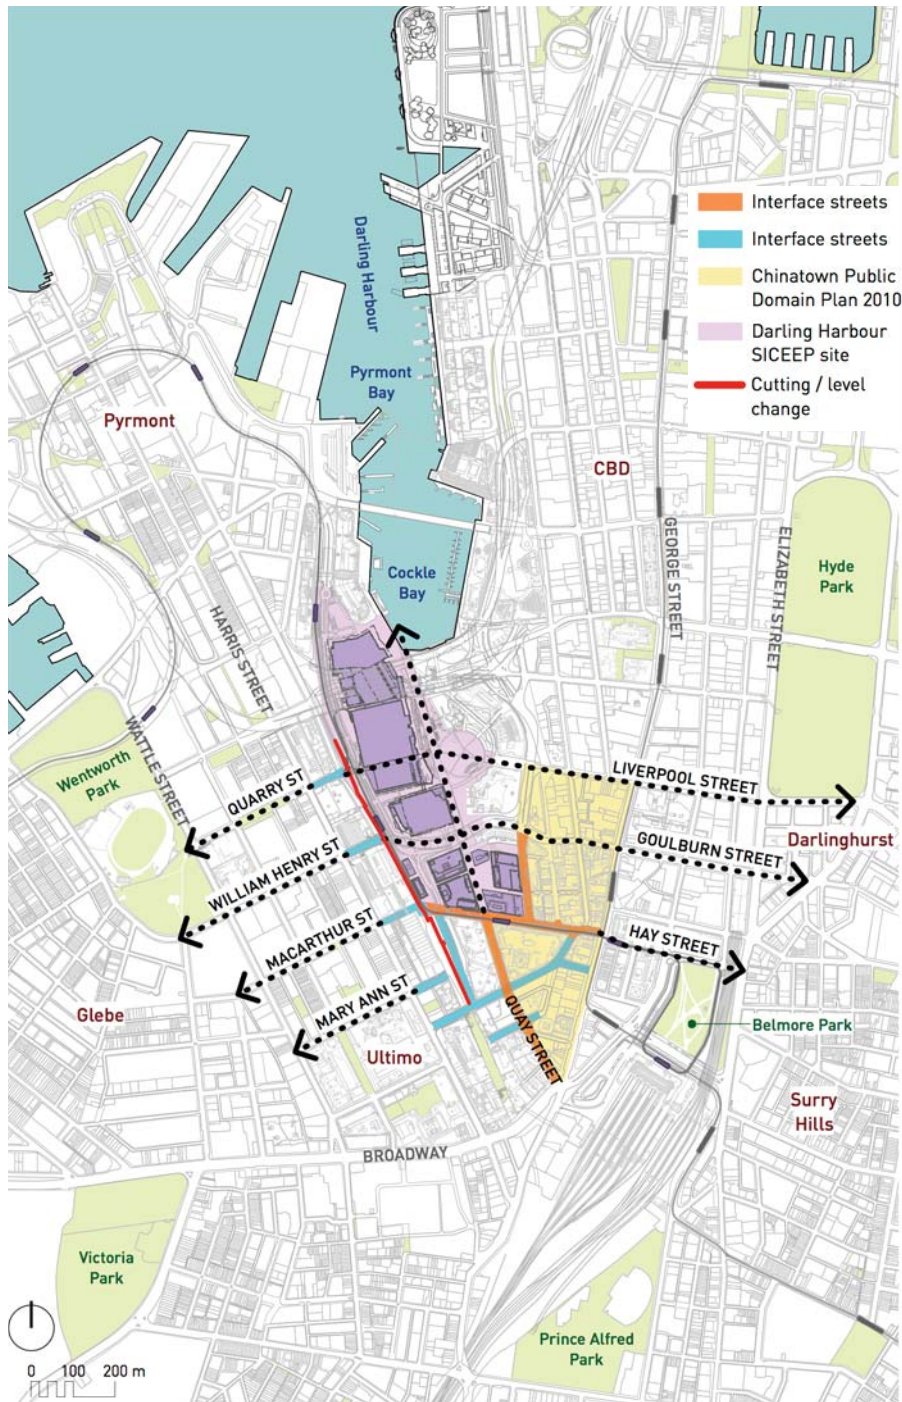 Interface streets
Interface streets
Chinatown Public
Domain Plan 2010
Darling Harbour
SICEEP site
Cutting / level
change
Darling Harbour
Pyrmont
Bay
Pyrmont
CBD
GEORGE STREET
ELIZABETH STREET
Hyde
Park
Cockle
Bay
HARRIS STREET
WATTLE STREET
Wentworth
Park
QUARRY ST
LIVERPOOL STREET
WILLIAM HENRY ST
GOULBURN STREET
Darlinghurst
MACARTHUR ST
HAY STREET
MARY ANN ST
Glebe
Ultimo
QUAY STREET
Belmore Park
Surry
Hills
BROADWAY
Victoria
Park
Prince Alfred
Park
0 100 200 m